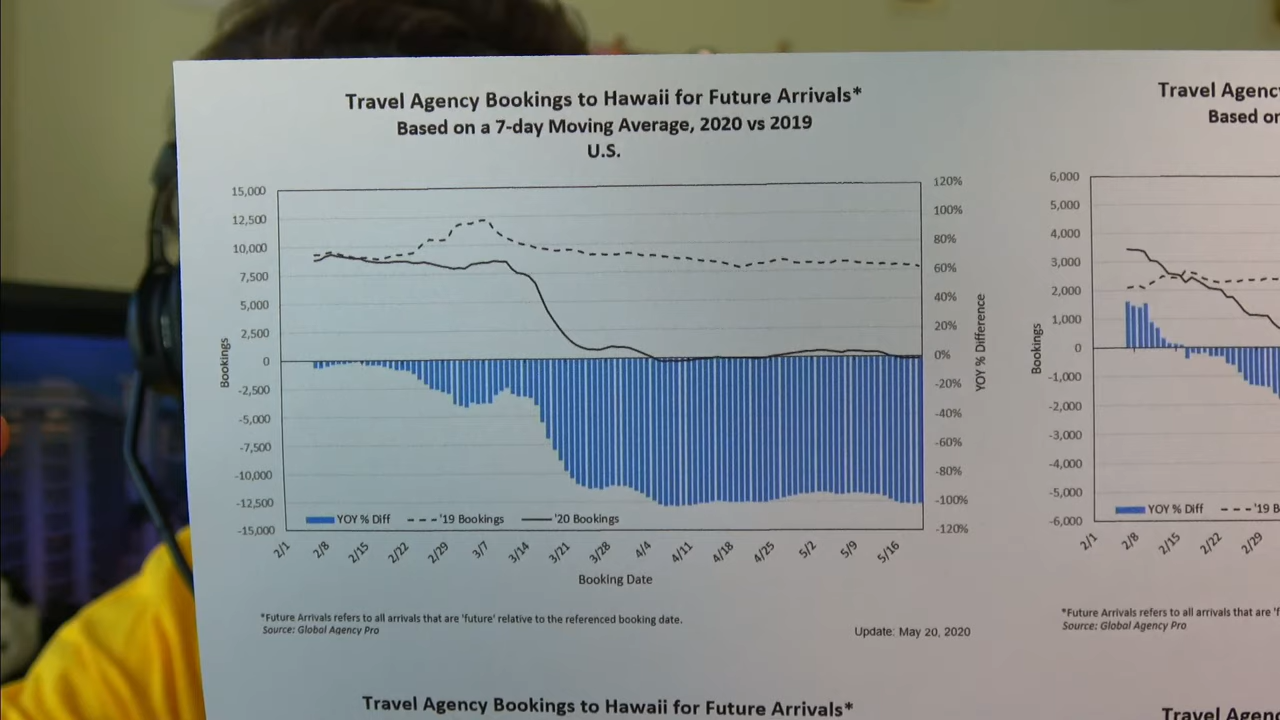 Travel Agency Bookings to Hawaii for Future Arrivals*
Based on a 7-day Moving Average, 2020 vs 2019
U.S.
15,000
12,500
10,000
7,500
5,000
2,500
0
-2,500
-5,000
-7,500
-10,000
-12,500
-15,000
Bookings
120%
100%
80%
60%
40%
20%
0%
-20%
-40%
-60%
-80%
-100%
-120%
YOY % Difference
YOY % Diff '19 Bookings '20 Bookings
2/1 2/8 2/15 2/22 2/29 3/7 3/14 3/21 3/28 4/4 4/11 4/18 4/25 5/2 5/9 5/16
Booking Date
*Future Arrivals refers to all arrivals that are 'future' relative to the referenced booking date.
Source: Global Agency Pro
Update: May 20, 2020
Travel Agenc
Based or
6,000
5,000
4,000
3,000
2,000
1,000
0
-1,000
-2,000
-3,000
-4,000
-5,000
-6,000
Bookings
YOY % Diff '19 B
2/1 2/8 2/15 2/22 2/29
*Future Arrivals refers to all arrivals that are 'f
Source: Global Agency Pro
Travel Agency Bookings to Hawaii for Future Arrivals*
Travel Agenc